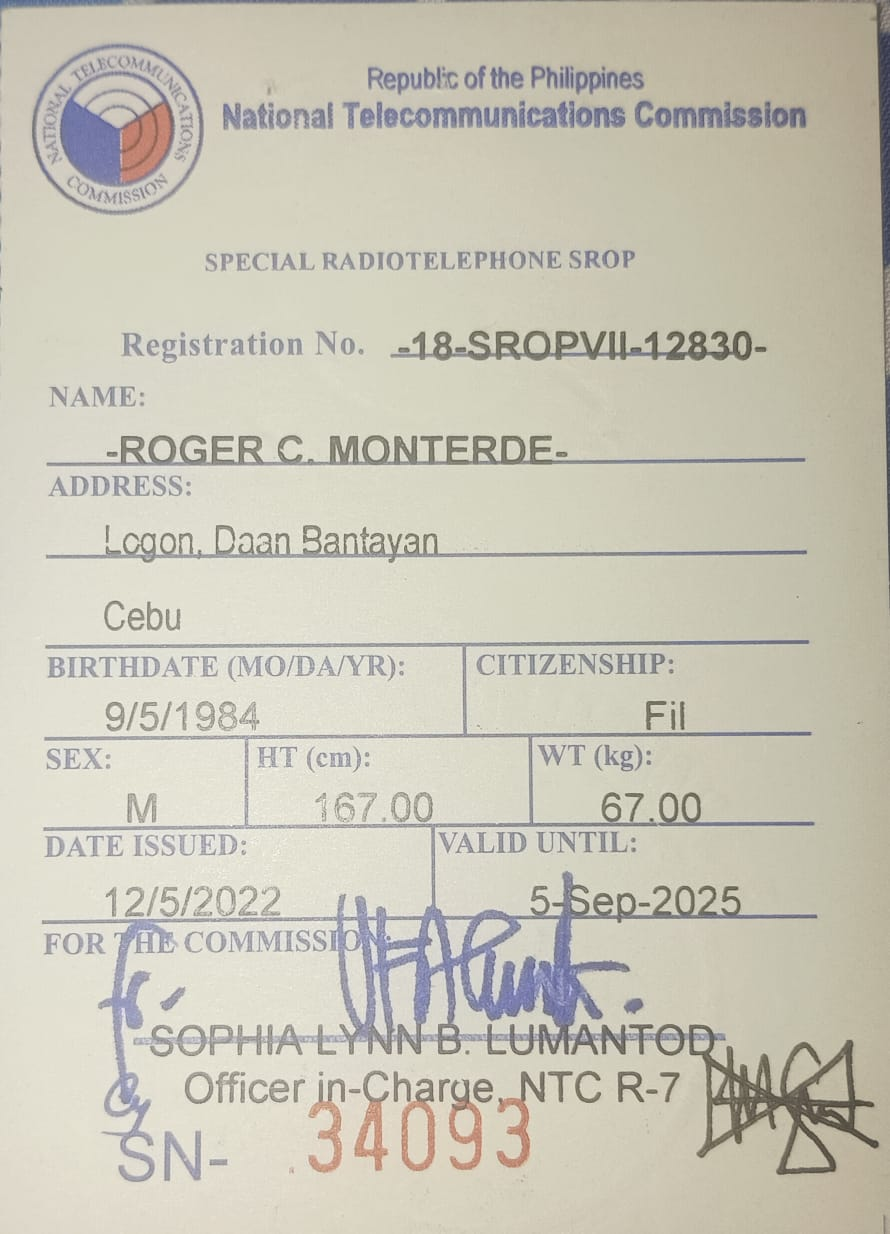 NATIONAL TELECOMMUNICATIONS COMMISSION
Republic of the Philippines
National Telecommunications Commission
SPECIAL RADIOTELEPHONE SROP
Registration No. -18-SROPVII-12830-
NAME:
-ROGER C. MONTERDE-
ADDRESS:
Logon, Daan Bantayan
Cebu
BIRTHDATE (MO/DA/YR): CITIZENSHIP:
9/5/1984 Fil
SEX: HT (cm): WT (kg):
M 167.00 67.00
DATE ISSUED: VALID UNTIL:
12/5/2022 5-Sep-2025
FOR THE COMMISSION:
SOPHIA LYNN B. LUMANTOD
Officer in-Charge, NTC R-7
SN- 34093